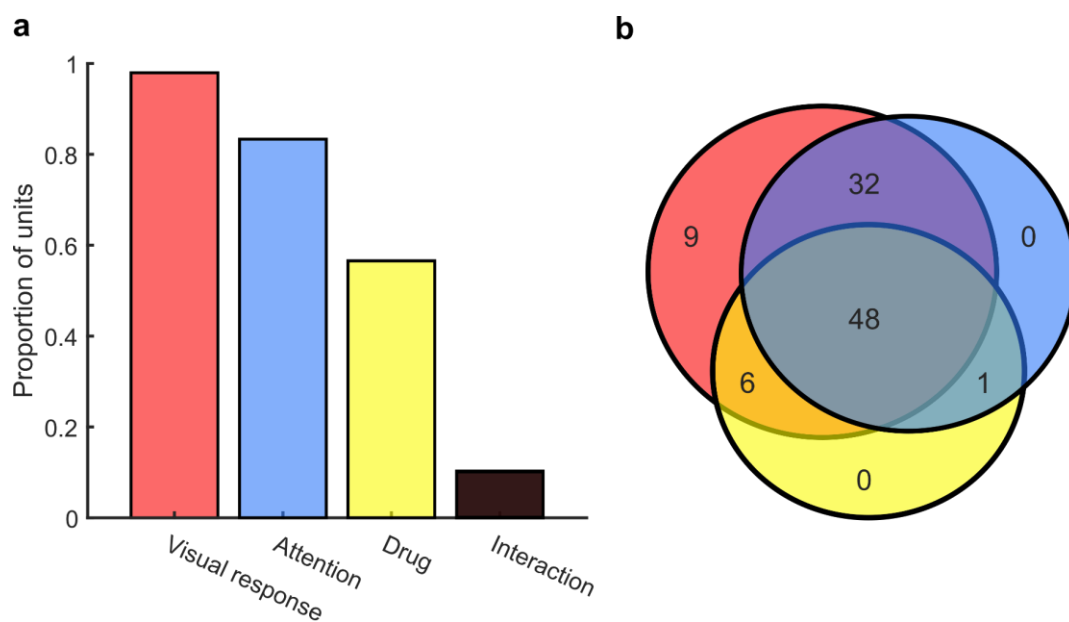 a
Proportion of units
1
0.8
0.6
0.4
0.2
0
Visual response
Attention
Drug
Interaction
b
32
9
0
48
6
1
0